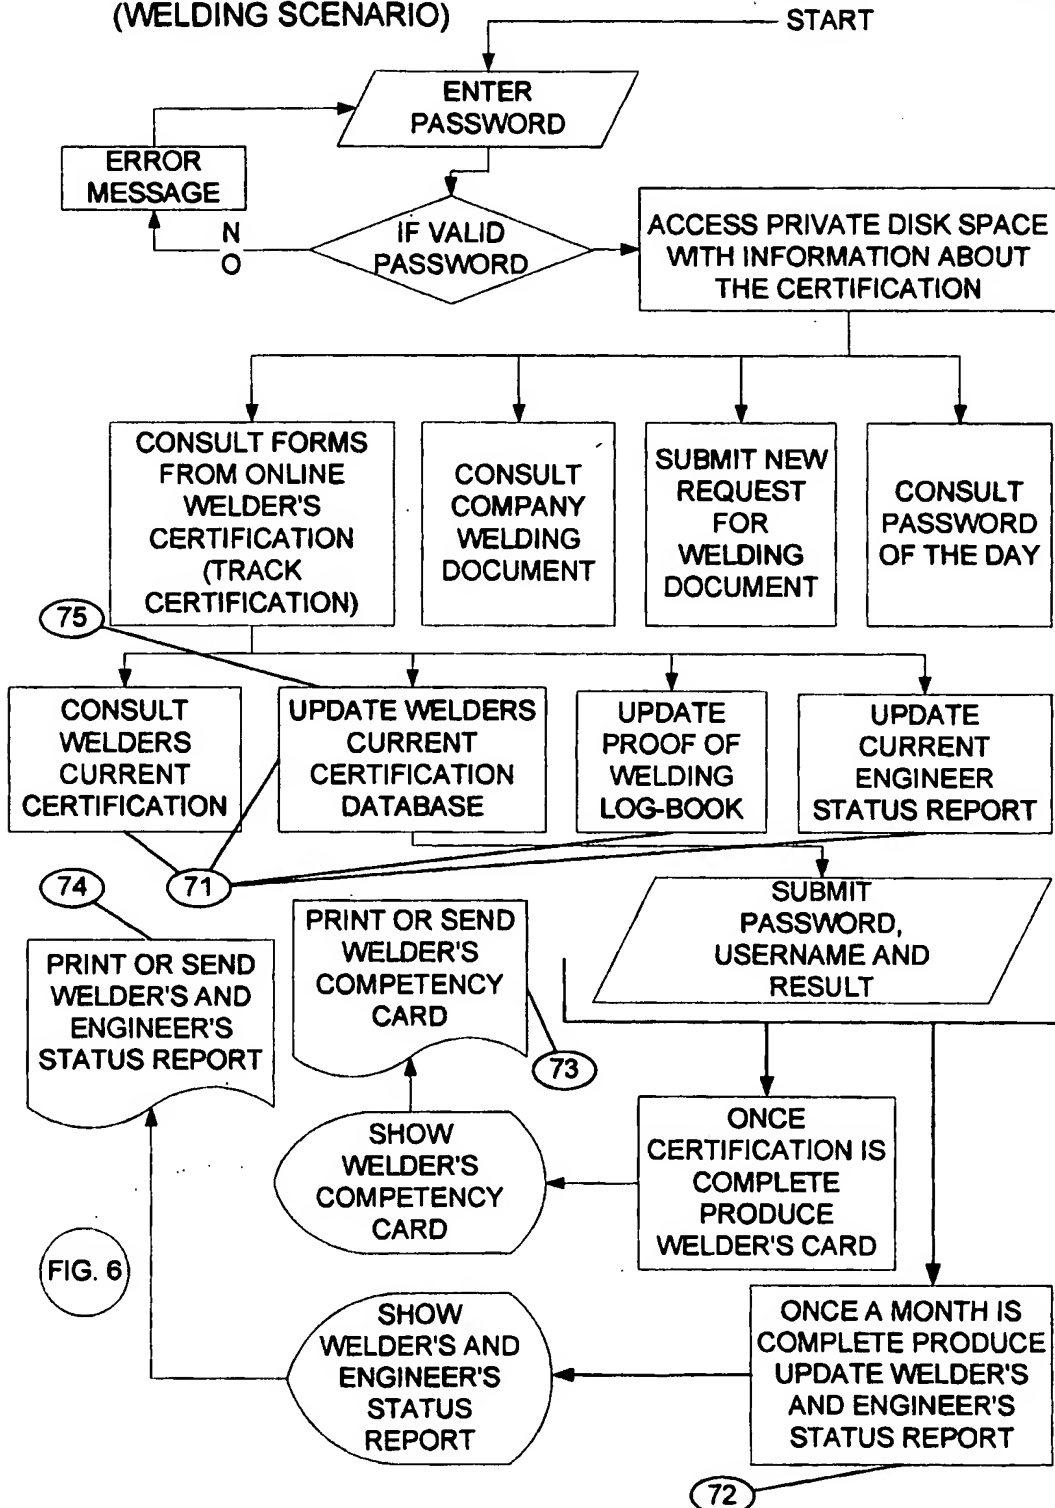 (WELDING SCENARIO)
START
ENTER
PASSWORD
ERROR
MESSAGE
N
O
IF VALID
PASSWORD
ACCESS PRIVATE DISK SPACE
WITH INFORMATION ABOUT
THE CERTIFICATION
CONSULT FORMS
FROM ONLINE
WELDER'S
CERTIFICATION
(TRACK
CERTIFICATION)
CONSULT
COMPANY
WELDING
DOCUMENT
SUBMIT NEW
REQUEST
FOR
WELDING
DOCUMENT
CONSULT
PASSWORD
OF THE DAY
75
CONSULT
WELDERS
CURRENT
CERTIFICATION
UPDATE WELDERS
CURRENT
CERTIFICATION
DATABASE
UPDATE
PROOF OF
WELDING
LOG-BOOK
UPDATE
CURRENT
ENGINEER
STATUS REPORT
74
71
PRINT OR SEND
WELDER'S AND
ENGINEER'S
STATUS REPORT
PRINT OR SEND
WELDER'S
COMPETENCY
CARD
SUBMIT
PASSWORD,
USERNAME AND
RESULT
73
SHOW
WELDER'S
COMPETENCY
CARD
ONCE
CERTIFICATION IS
COMPLETE
PRODUCE
WELDER'S CARD
FIG. 6
SHOW
WELDER'S AND
ENGINEER'S
STATUS
REPORT
ONCE A MONTH IS
COMPLETE PRODUCE
UPDATE WELDER'S
AND ENGINEER'S
STATUS REPORT
72